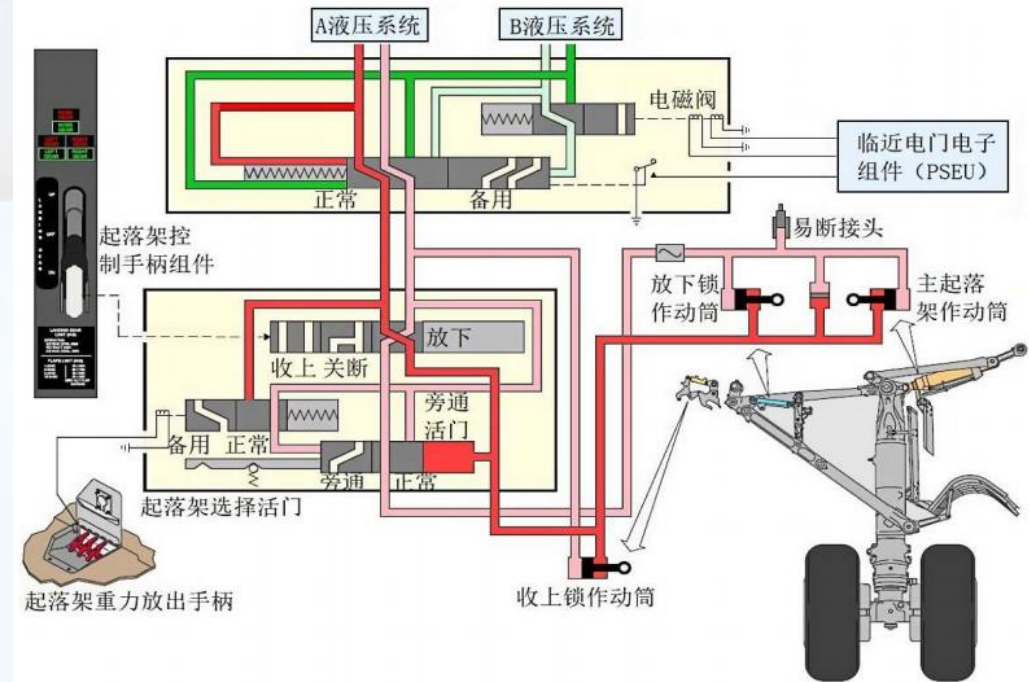 A液压系统
B液压系统
电磁阀
临近电门电子
组件（PSEU）
正常
备用
起落架控
制手柄组件
易断接头
放下锁
作动筒
主起落
架作动筒
放下
收上 关断
旁通
活门
备用 正常
旁通 正常
起落架选择活门
收上锁作动筒
起落架重力放出手柄